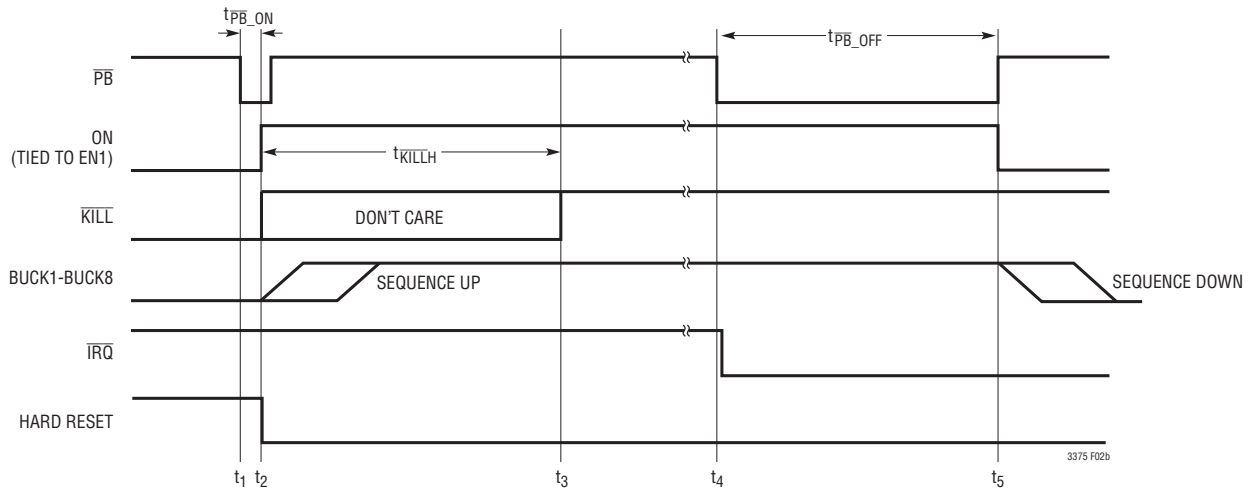 tPB_ON
PB
tPB_OFF
ON
(TIED TO EN1)
tKILLH
KILL
DON'T CARE
BUCK1-BUCK8
SEQUENCE UP
SEQUENCE DOWN
IRQ
HARD RESET
3375 F02b
t1 t2 t3 t4 t5